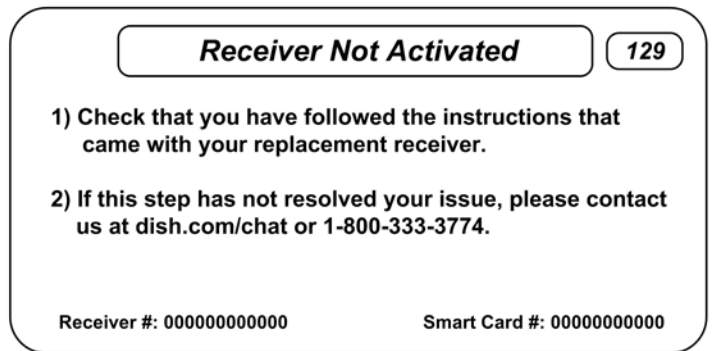 Receiver Not Activated 129
1) Check that you have followed the instructions that
came with your replacement receiver.
2) If this step has not resolved your issue, please contact
us at dish.com/chat or 1-800-333-3774.
Receiver #: 000000000000 Smart Card #: 00000000000